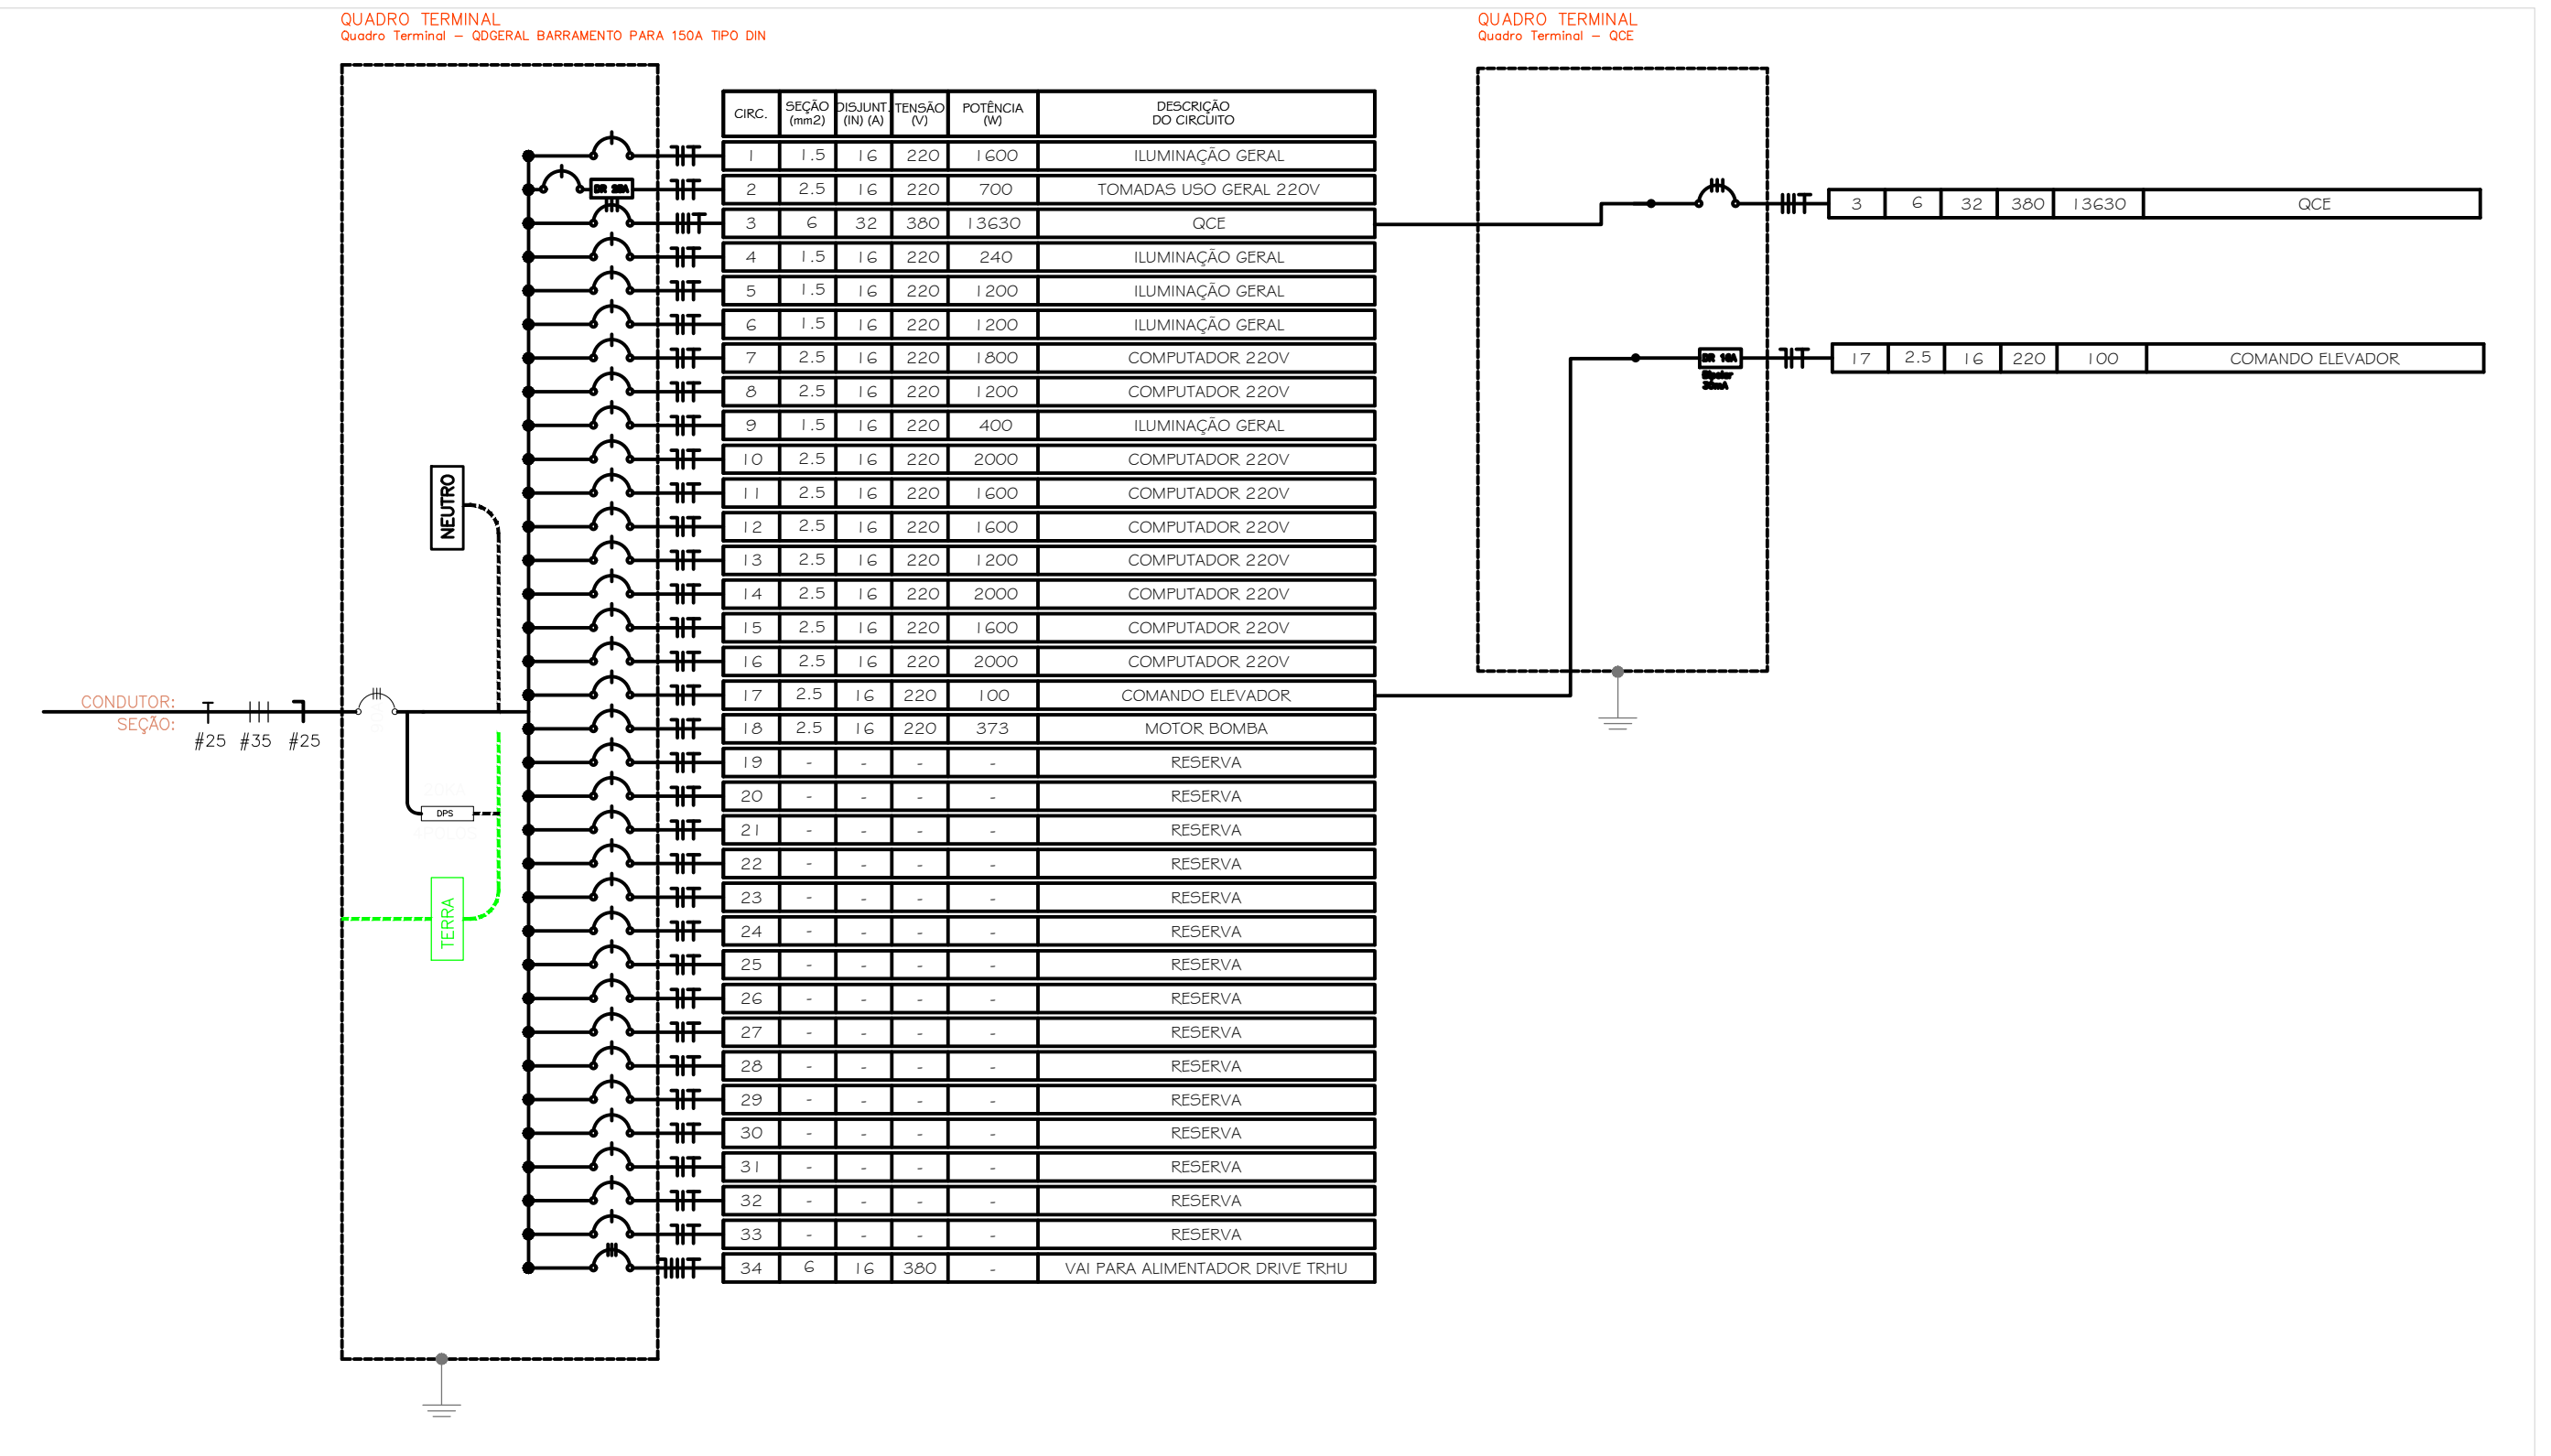 QUADRO TERMINAL
Quadro Terminal – QDGERAL BARRAMENTO PARA 150A TIPO DIN
QUADRO TERMINAL
Quadro Terminal – QCE
CIRC. SEÇÃO (mm2) DISJUNT. (IN) (A) TENSÃO (V) POTÊNCIA (W) DESCRIÇÃO DO CIRCUITO
1 1.5 16 220 1600 ILUMINAÇÃO GERAL
DR 25A 2 2.5 16 220 700 TOMADAS USO GERAL 220V
3 6 32 380 13630 QCE
4 1.5 16 220 240 ILUMINAÇÃO GERAL
5 1.5 16 220 1200 ILUMINAÇÃO GERAL
6 1.5 16 220 1200 ILUMINAÇÃO GERAL
7 2.5 16 220 1800 COMPUTADOR 220V
8 2.5 16 220 1200 COMPUTADOR 220V
9 1.5 16 220 400 ILUMINAÇÃO GERAL
10 2.5 16 220 2000 COMPUTADOR 220V
11 2.5 16 220 1600 COMPUTADOR 220V
12 2.5 16 220 1600 COMPUTADOR 220V
13 2.5 16 220 1200 COMPUTADOR 220V
14 2.5 16 220 2000 COMPUTADOR 220V
15 2.5 16 220 1600 COMPUTADOR 220V
16 2.5 16 220 2000 COMPUTADOR 220V
17 2.5 16 220 100 COMANDO ELEVADOR
18 2.5 16 220 373 MOTOR BOMBA
19 - - - - RESERVA
20 - - - - RESERVA
21 - - - - RESERVA
22 - - - - RESERVA
23 - - - - RESERVA
24 - - - - RESERVA
25 - - - - RESERVA
26 - - - - RESERVA
27 - - - - RESERVA
28 - - - - RESERVA
29 - - - - RESERVA
30 - - - - RESERVA
31 - - - - RESERVA
32 - - - - RESERVA
33 - - - - RESERVA
34 6 16 380 - VAI PARA ALIMENTADOR DRIVE TRHU
NEUTRO
CONDUTOR:
SEÇÃO:
#25 #35 #25
DPS
TERRA
3 6 32 380 13630 QCE
17 2.5 16 220 100 COMANDO ELEVADOR
Bipolar
30mA